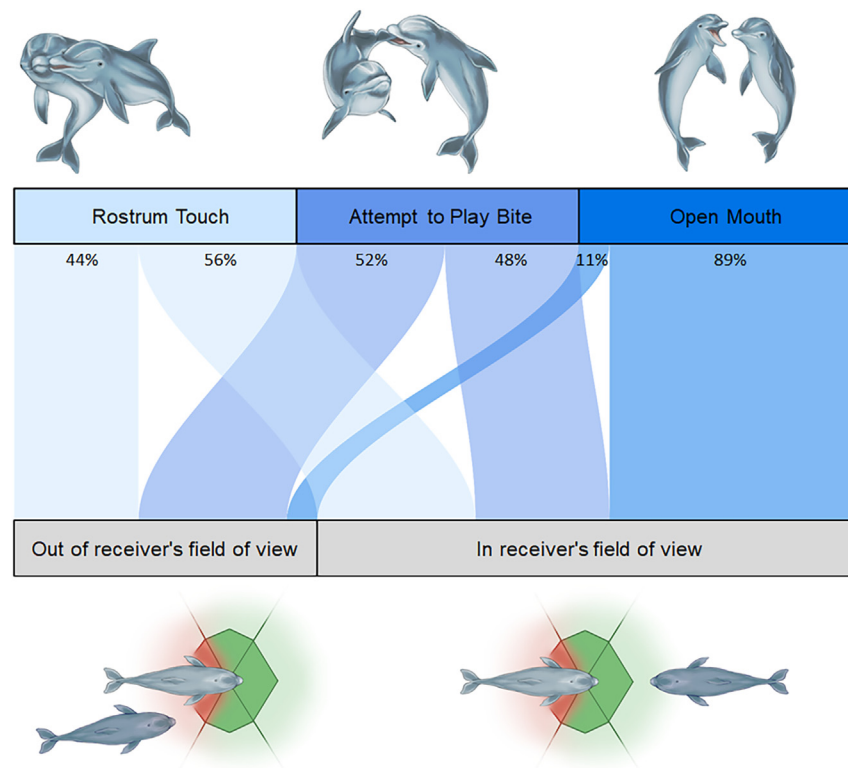 Rostrum Touch
Attempt to Play Bite
Open Mouth
44%
56%
52%
48%
11%
89%
Out of receiver's field of view
In receiver's field of view